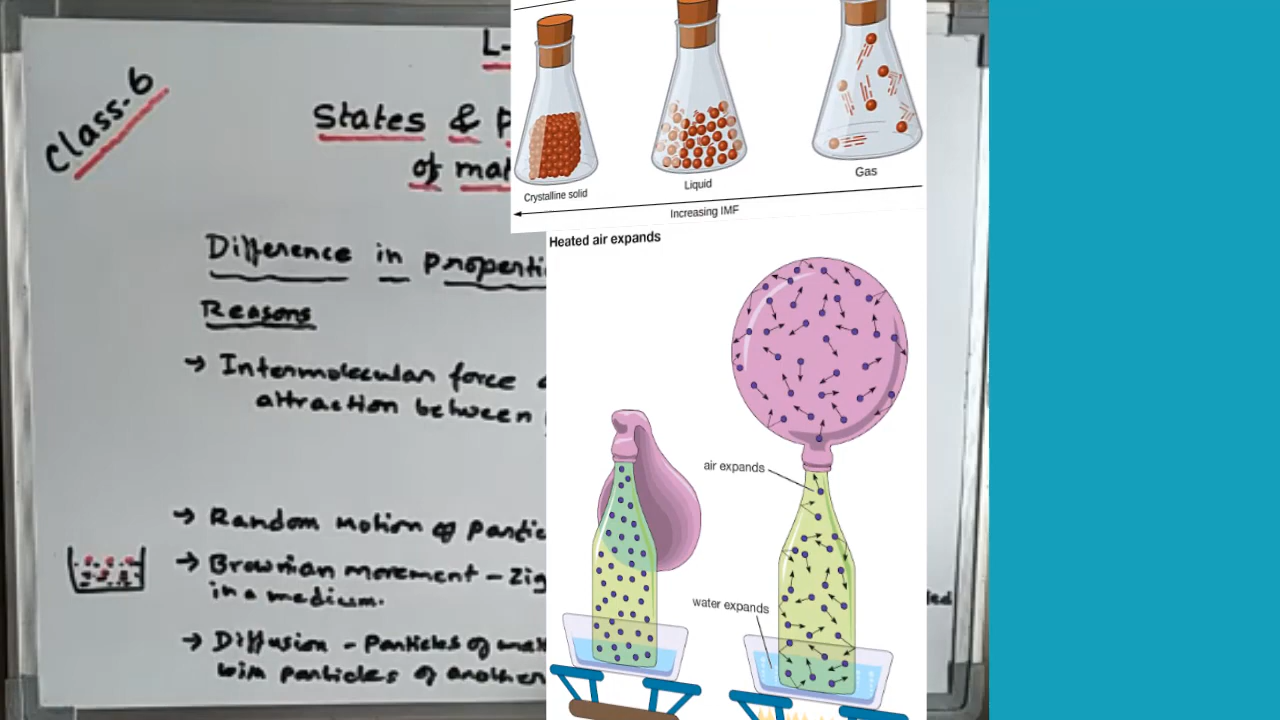 Class-6
L-
States & P
of mat
Difference in properti
Reasons
→ Intermolecular force
attraction between
→ Random motion of Partic
→ Brownian movement - Zig
in a medium.
→ Diffusion - Particles of mat
with particles of another
Crystalline solid
Liquid
Gas
Increasing IMF
Heated air expands
air expands
water expands